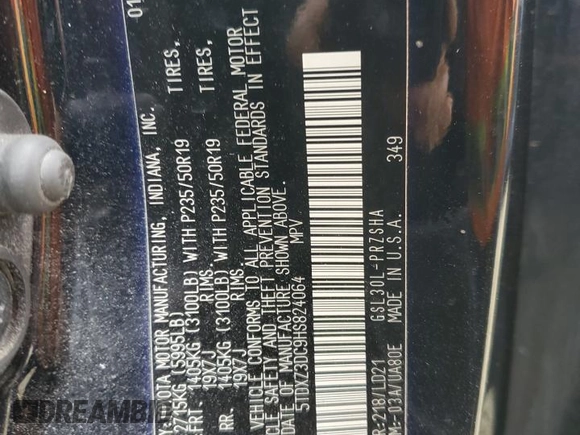 01
OTA MOTOR MANUFACTURING, INDIANA, INC.
2715KG (5995LB)
FRT. 1405KG (3100LB) WITH P235/50R19 TIRES,
19X7J RIMS
RR. 1405KG (3100LB) WITH P235/50R19 TIRES,
19X7J RIMS
VEHICLE CONFORMS TO ALL APPLICABLE FEDERAL MOTOR
VEHICLE SAFETY AND THEFT PREVENTION STANDARDS IN EFFECT
DATE OF MANUFACTURE SHOWN ABOVE.
5TDXZ3DC9HS824064 MPV
R:218/LD21 GSL30L-PRZSHA
M:-03A/UA80E MADE IN U.S.A. 349
DREAMBID